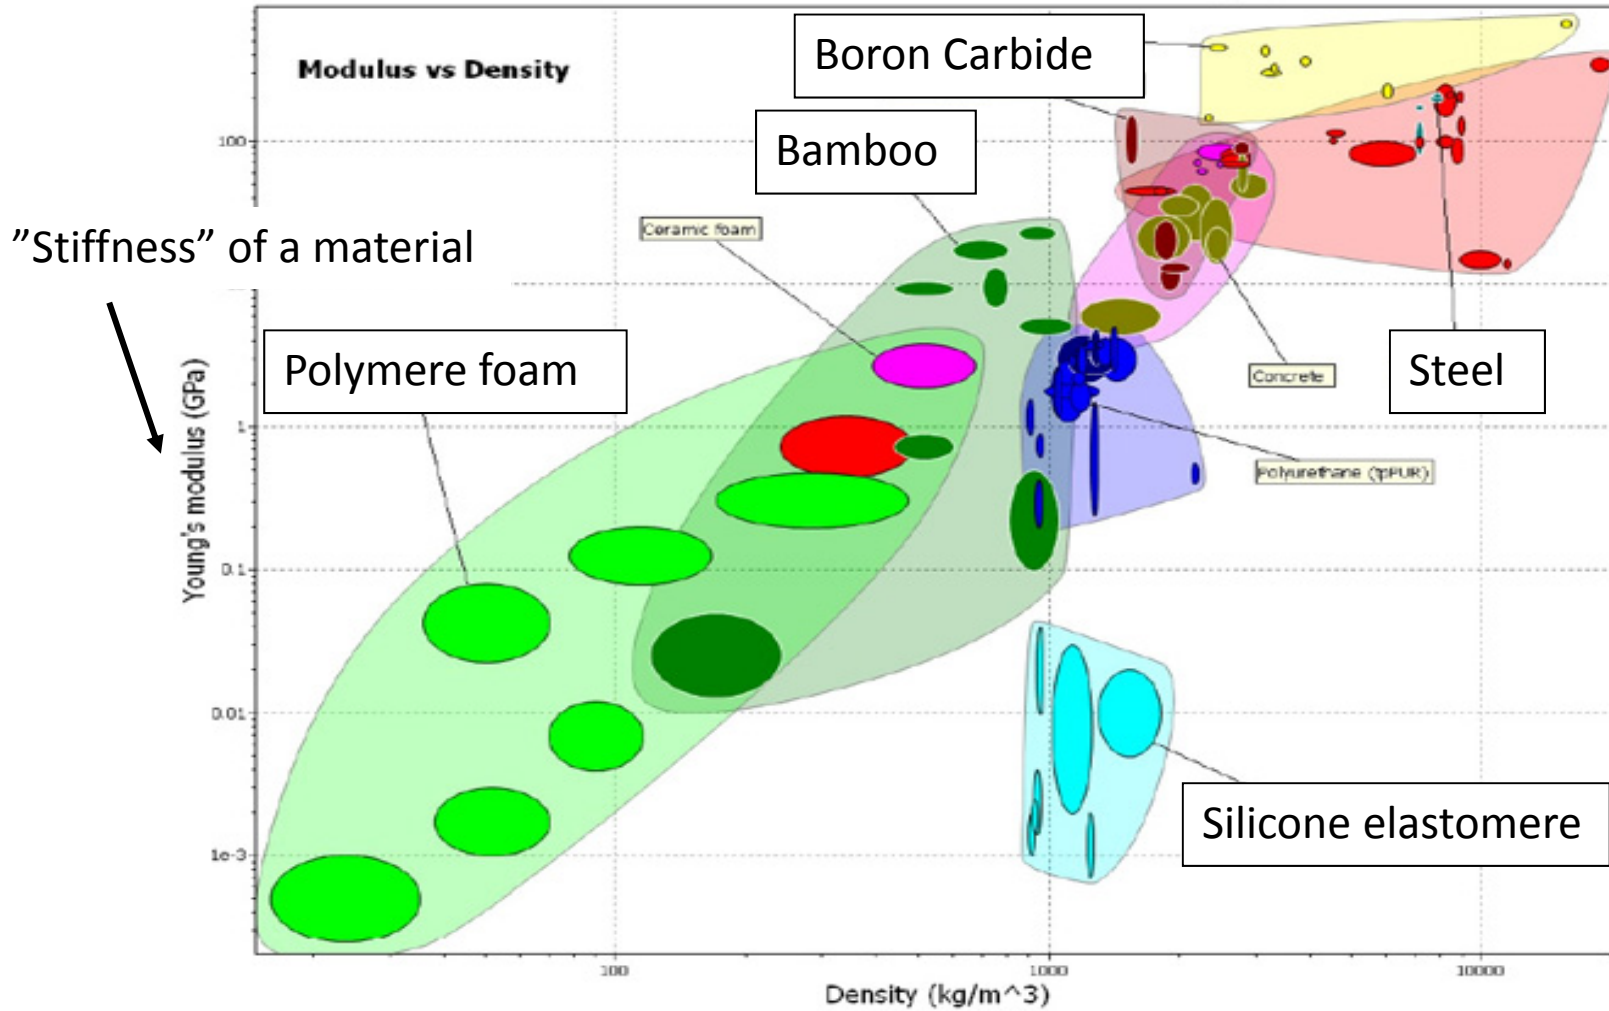 Modulus vs Density
Boron Carbide
Bamboo
Ceramic foam
”Stiffness” of a material
Polymere foam
Concrete
Steel
Polyurethane (tpPUR)
Silicone elastomere
Young's modulus (GPa)
100
1
0.1
0.01
1e-3
100
1000
10000
Density (kg/m^3)